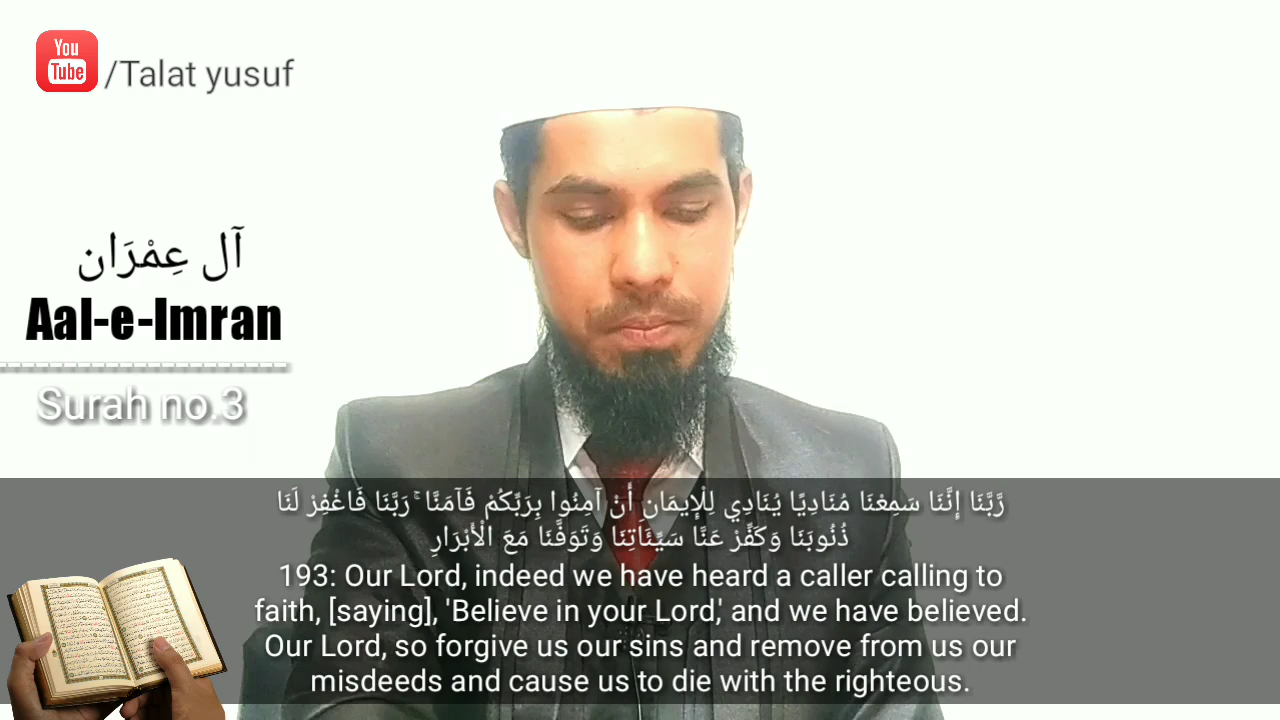 You
Tube
/Talat yusuf
آل عِمْرَان
Aal-e-Imran
Surah no.3
رَّبَّنَا إِنَّنَا سَمِعْنَا مُنَادِيًا يُنَادِي لِلْإِيمَانِ أَنْ آمِنُوا بِرَبِّكُمْ فَآمَنَّا ۚ رَبَّنَا فَاغْفِرْ لَنَا
ذُنُوبَنَا وَكَفِّرْ عَنَّا سَيِّئَاتِنَا وَتَوَفَّنَا مَعَ الْأَبْرَارِ
193: Our Lord, indeed we have heard a caller calling to
faith, [saying], 'Believe in your Lord,' and we have believed.
Our Lord, so forgive us our sins and remove from us our
misdeeds and cause us to die with the righteous.